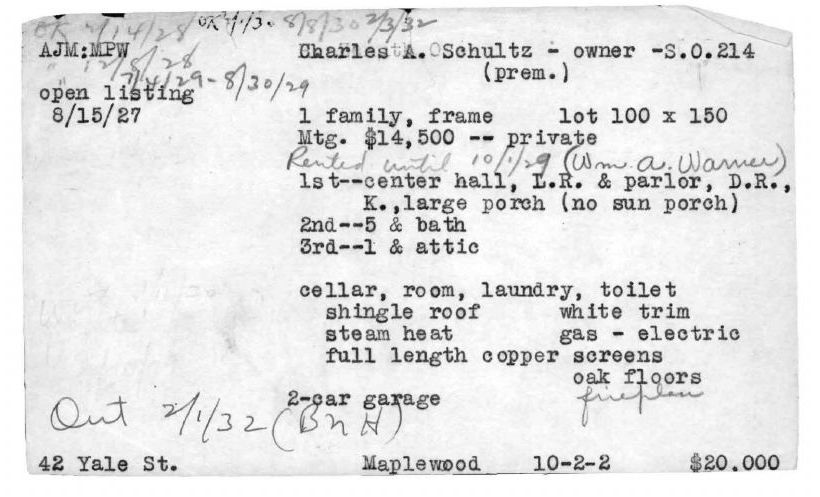 OK 2/14/28 OK 4/1/30 8/8/30 2/3/32
AJM:MPW Charles A. Schultz - owner -S.O.214
" 12/8/28 (prem.)
7/4/29-8/30/29
open listing
8/15/27 1 family, frame lot 100 x 150
Mtg. $14,500 -- private
Rented until 10/1/29 (Wm. A. Warner)
1st--center hall, L.R. & parlor, D.R.,
K.,large porch (no sun porch)
2nd--5 & bath
3rd--1 & attic
cellar, room, laundry, toilet
shingle roof white trim
steam heat gas - electric
full length copper screens
oak floors
2-car garage fireplace
Out 2/1/32 (BNH)
42 Yale St. Maplewood 10-2-2 $20.000